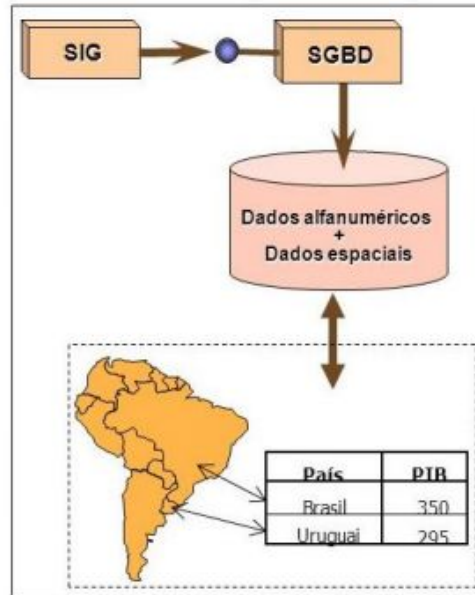 SIG
SGBD
Dados alfanuméricos
+
Dados espaciais
País PIB
Brasil 350
Uruguai 295